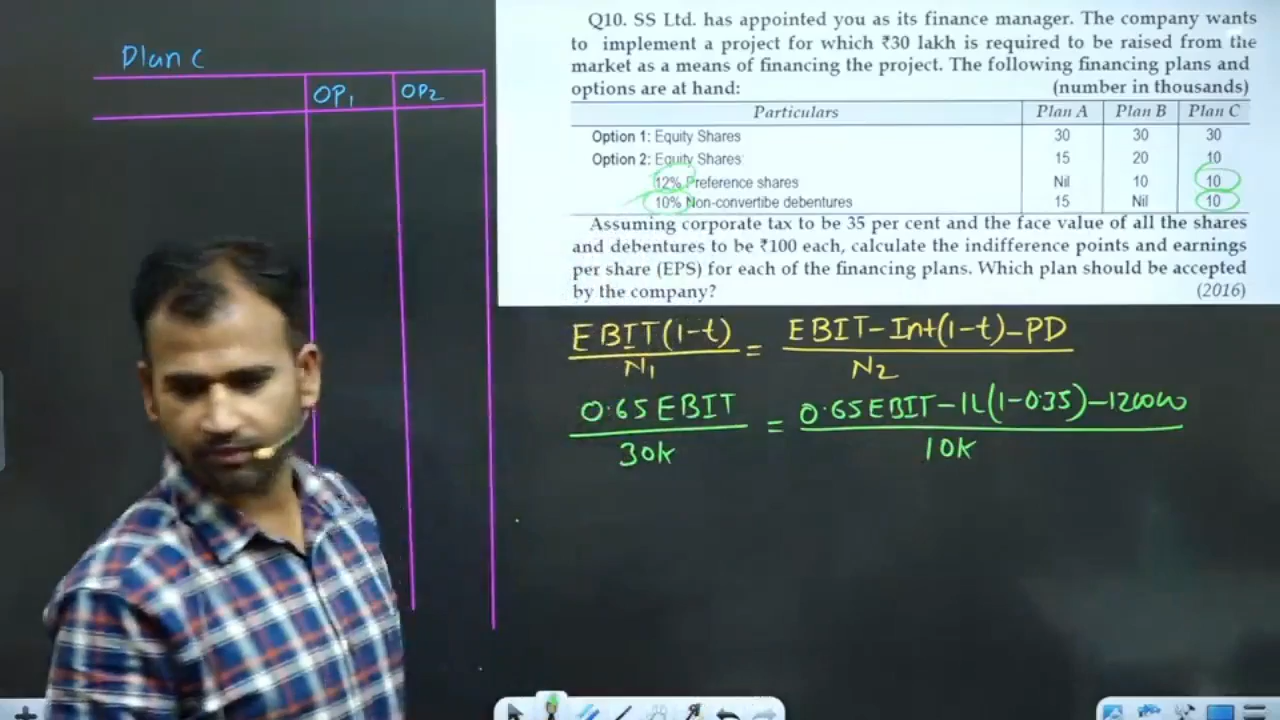 Plan C
OP1 OP2
Q10. SS Ltd. has appointed you as its finance manager. The company wants
to implement a project for which ₹30 lakh is required to be raised from the
market as a means of financing the project. The following financing plans and
options are at hand: (number in thousands)
Particulars Plan A Plan B Plan C
Option 1: Equity Shares 30 30 30
Option 2: Equity Shares 15 20 10
12% Preference shares Nil 10 10
10% Non-convertibe debentures 15 Nil 10
Assuming corporate tax to be 35 per cent and the face value of all the shares
and debentures to be ₹100 each, calculate the indifference points and earnings
per share (EPS) for each of the financing plans. Which plan should be accepted
by the company? (2016)
EBIT(1-t) = EBIT-Int(1-t)-PD
N1 N2
0.65EBIT = 0.65EBIT-1L(1-0.35)-120000
30K 10K